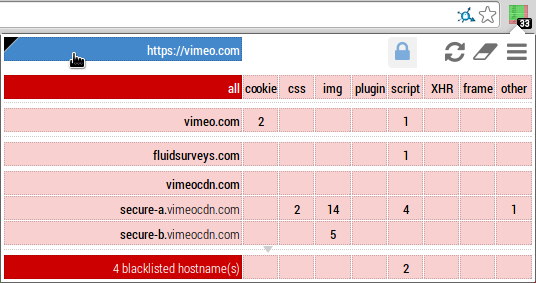 33
https://vimeo.com
all cookie css img plugin script XHR frame other
vimeo.com 2 1
fluidsurveys.com 1
vimeocdn.com
secure-a.vimeocdn.com 2 14 4 1
secure-b.vimeocdn.com 5
4 blacklisted hostname(s) 2